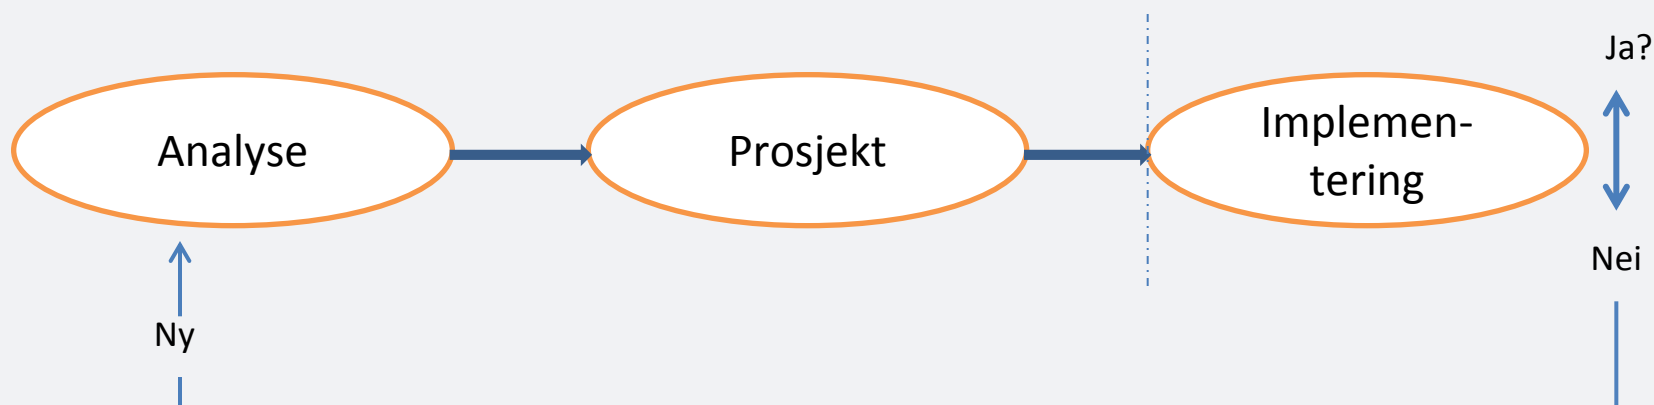 Analyse
Prosjekt
Implemen-
tering
Ja?
Nei
Ny